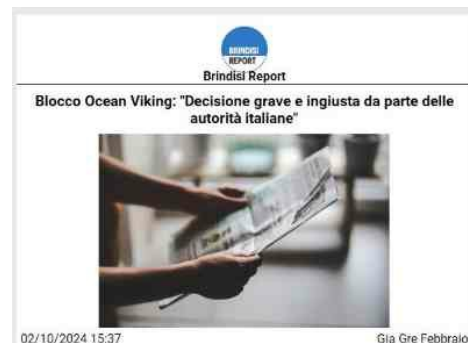 BRINDISI
REPORT
Brindisi Report
Blocco Ocean Viking: "Decisione grave e ingiusta da parte delle
autorità italiane"
02/10/2024 15:37
Gia Gre Febbraio